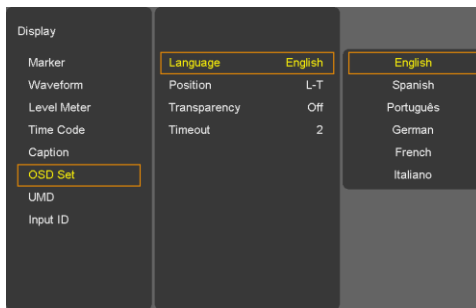 Display
Marker
Waveform
Level Meter
Time Code
Caption
OSD Set
UMD
Input ID
Language English
Position L-T
Transparency Off
Timeout 2
English
Spanish
Português
German
French
Italiano